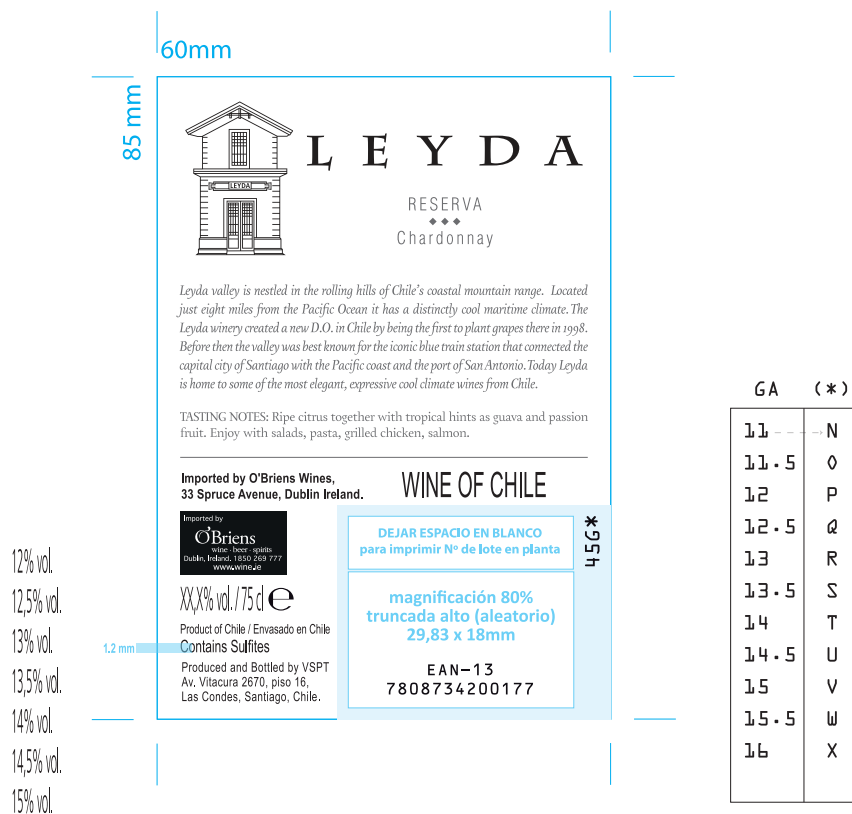 60mm
85 mm
LEYDA
LEYDA
RESERVA
Chardonnay
Leyda valley is nestled in the rolling hills of Chile's coastal mountain range. Located
just eight miles from the Pacific Ocean it has a distinctly cool maritime climate. The
Leyda winery created a new D.O. in Chile by being the first to plant grapes there in 1998.
Before then the valley was best known for the iconic blue train station that connected the
capital city of Santiago with the Pacific coast and the port of San Antonio. Today Leyda
is home to some of the most elegant, expressive cool climate wines from Chile.
TASTING NOTES: Ripe citrus together with tropical hints as guava and passion
fruit. Enjoy with salads, pasta, grilled chicken, salmon.
Imported by O'Briens Wines,
33 Spruce Avenue, Dublin Ireland.
WINE OF CHILE
Imported by
O'Briens
wine · beer · spirits
Dublin, Ireland. 1850 269 777
www.wine.ie
XX,X% vol. / 75 cl e
Product of Chile / Envasado en Chile
1.2 mm
Contains Sulfites
Produced and Bottled by VSPT
Av. Vitacura 2670, piso 16,
Las Condes, Santiago, Chile.
DEJAR ESPACIO EN BLANCO
para imprimir Nº de lote en planta
45G*
magnificación 80%
truncada alto (aleatorio)
29,83 x 18mm
EAN-13
7808734200177
12% vol.
12,5% vol.
13% vol.
13,5% vol.
14% vol.
14,5% vol.
15% vol.
GA (*)
11 N
11.5 O
12 P
12.5 Q
13 R
13.5 S
14 T
14.5 U
15 V
15.5 W
16 X